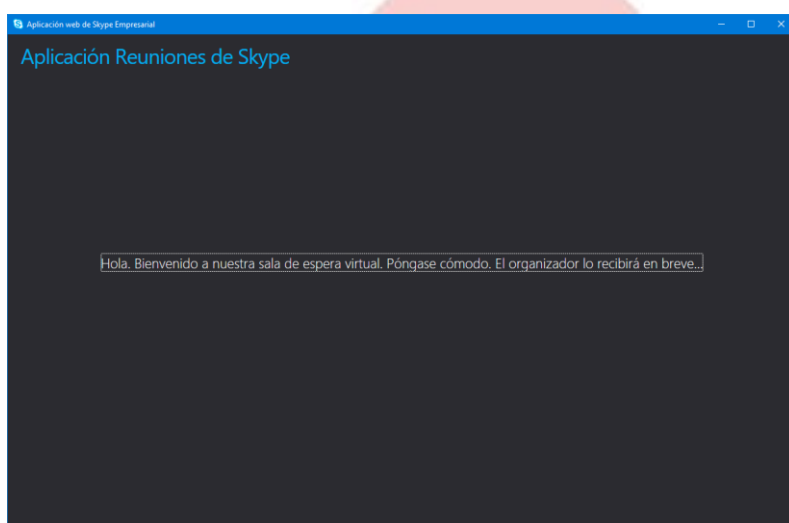 Aplicación web de Skype Empresarial
Aplicación Reuniones de Skype
Hola. Bienvenido a nuestra sala de espera virtual. Póngase cómodo. El organizador lo recibirá en breve...